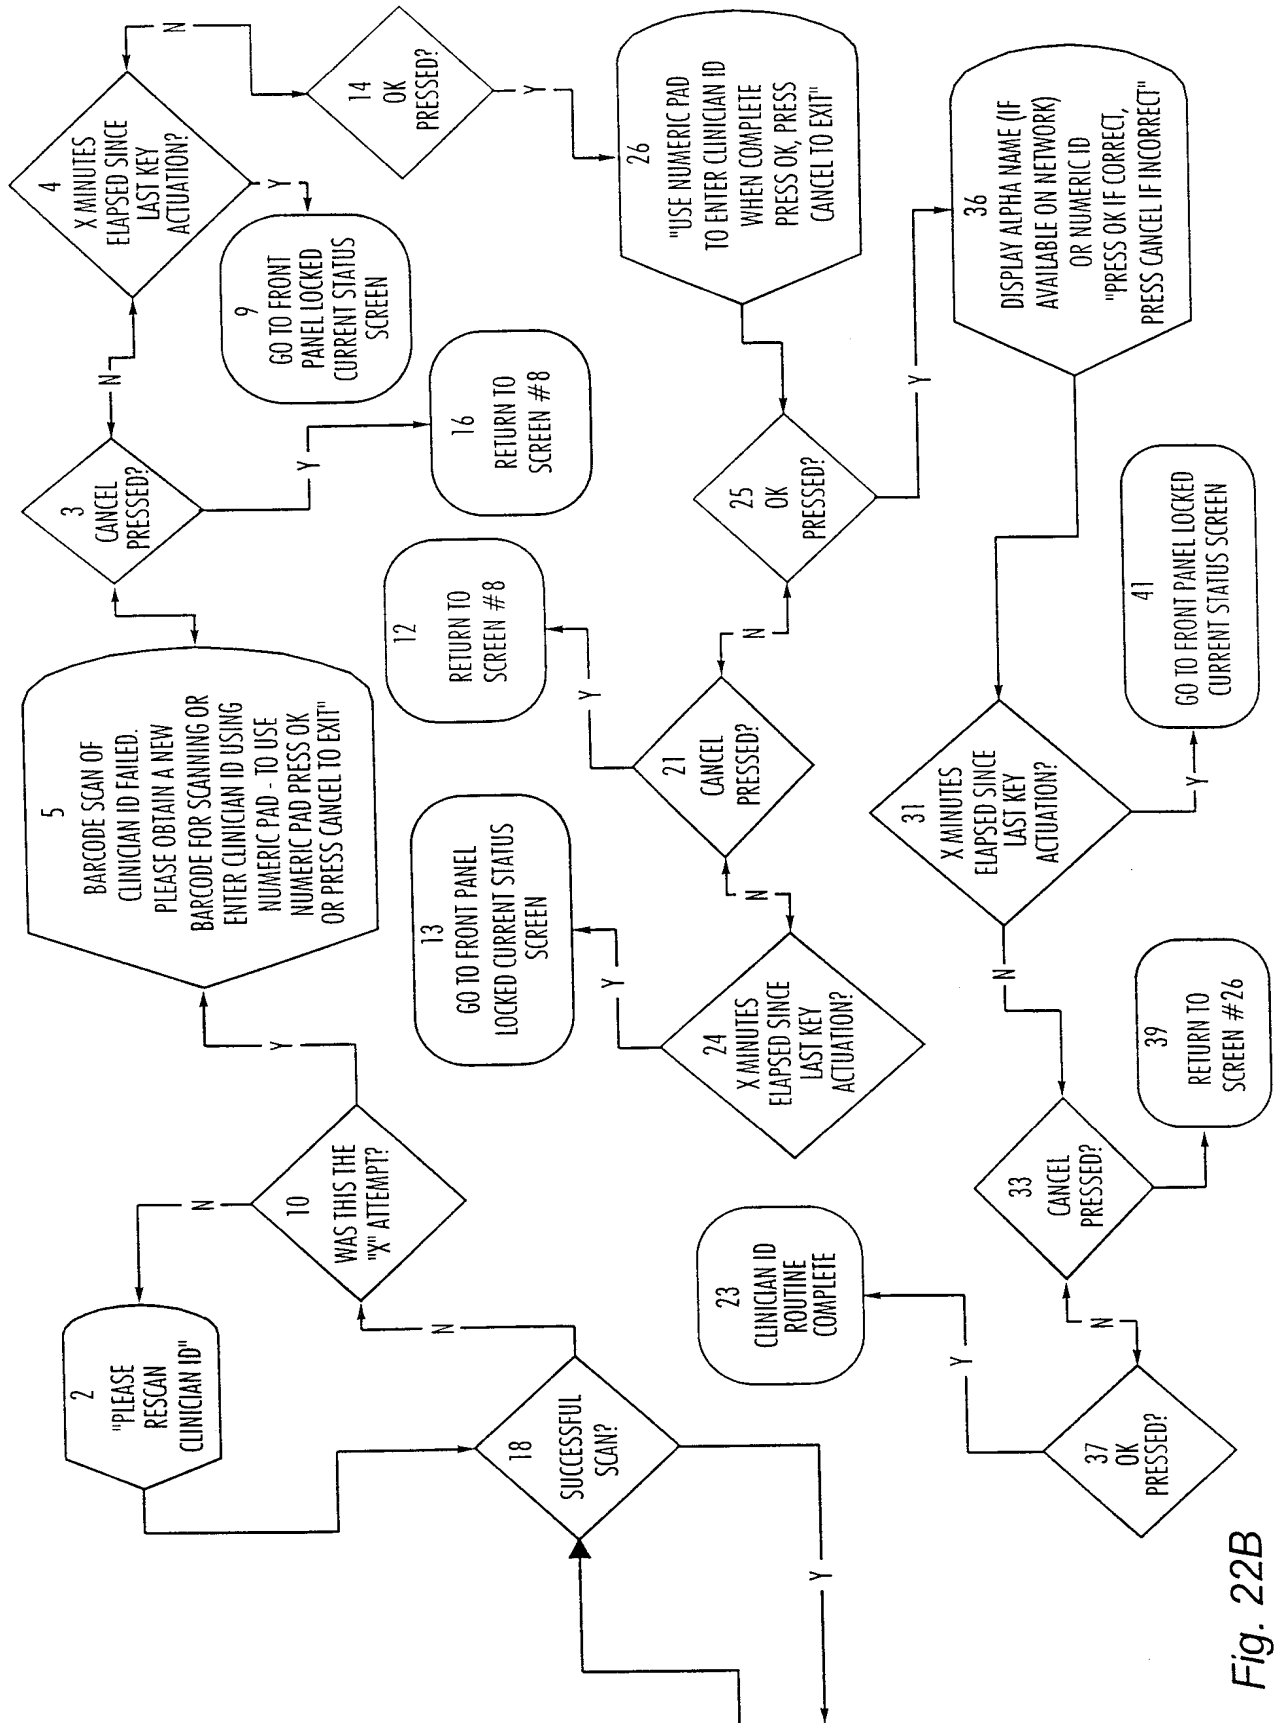 2
"PLEASE
RESCAN
CLINICIAN ID"
N
10
WAS THIS THE
"X" ATTEMPT?
Y
5
BARCODE SCAN OF
CLINICIAN ID FAILED.
PLEASE OBTAIN A NEW
BARCODE FOR SCANNING OR
ENTER CLINICIAN ID USING
NUMERIC PAD - TO USE
NUMERIC PAD PRESS OK
OR PRESS CANCEL TO EXIT"
3
CANCEL
PRESSED?
N
Y
4
X MINUTES
ELAPSED SINCE
LAST KEY
ACTUATION?
N
Y
9
GO TO FRONT
PANEL LOCKED
CURRENT STATUS
SCREEN
16
RETURN TO
SCREEN #8
14
OK
PRESSED?
Y
18
SUCCESSFUL
SCAN?
N
Y
13
GO TO FRONT PANEL
LOCKED CURRENT STATUS
SCREEN
Y
12
RETURN TO
SCREEN #8
Y
24
X MINUTES
ELAPSED SINCE
LAST KEY
ACTUATION?
N
21
CANCEL
PRESSED?
N
25
OK
PRESSED?
Y
26
"USE NUMERIC PAD
TO ENTER CLINICIAN ID
WHEN COMPLETE
PRESS OK, PRESS
CANCEL TO EXIT"
23
CLINICIAN ID
ROUTINE
COMPLETE
Y
37
OK
PRESSED?
N
33
CANCEL
PRESSED?
N
31
X MINUTES
ELAPSED SINCE
LAST KEY
ACTUATION?
Y
36
DISPLAY ALPHA NAME (IF
AVAILABLE ON NETWORK)
OR NUMERIC ID
"PRESS OK IF CORRECT,
PRESS CANCEL IF INCORRECT"
39
RETURN TO
SCREEN #26
41
GO TO FRONT PANEL LOCKED
CURRENT STATUS SCREEN
Fig. 22B